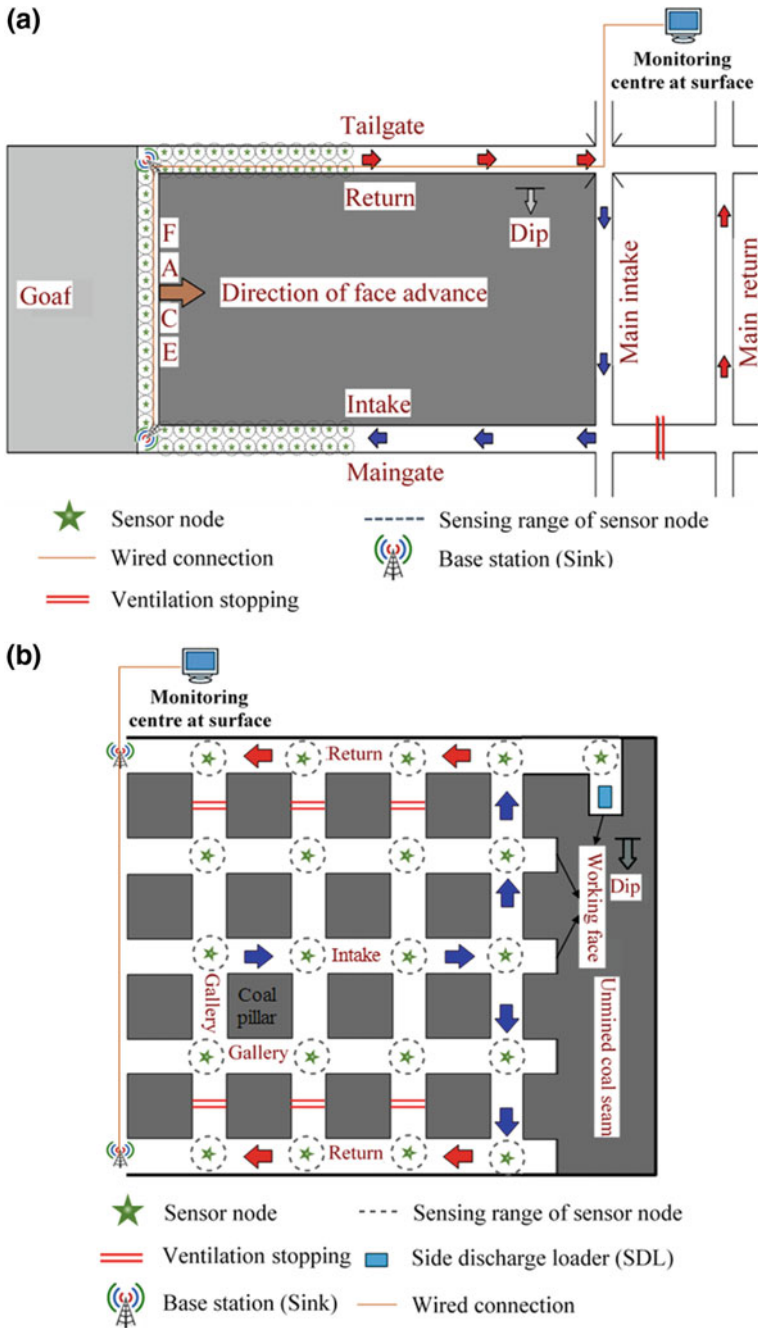 (a)
Monitoring
centre at surface
Tailgate
Return
Dip
F
A
C
E
Goaf
Direction of face advance
Main intake
Main return
Intake
Maingate
Sensor node
Sensing range of sensor node
Wired connection
Base station (Sink)
Ventilation stopping
(b)
Monitoring
centre at surface
Return
Working face
Dip
Intake
Gallery
Coal
pillar
Unmined coal seam
Gallery
Return
Sensor node
Sensing range of sensor node
Ventilation stopping
Side discharge loader (SDL)
Base station (Sink)
Wired connection